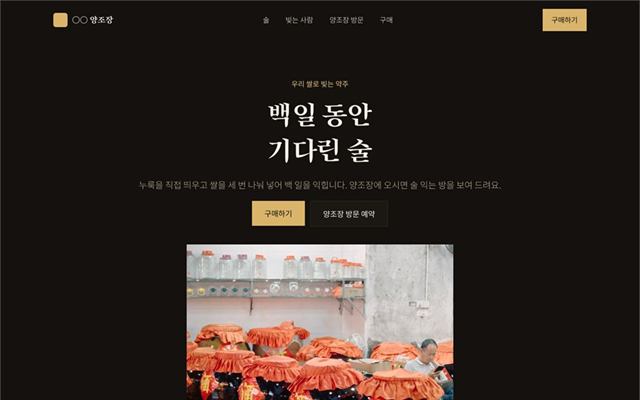 ○○ 양조장
술
빚는 사람
양조장 방문
구매
구매하기
우리 쌀로 빚는 약주
백일 동안
기다린 술
누룩을 직접 띄우고 쌀을 세 번 나눠 넣어 백 일을 익힙니다. 양조장에 오시면 술 익는 방을 보여 드려요.
구매하기
양조장 방문 예약